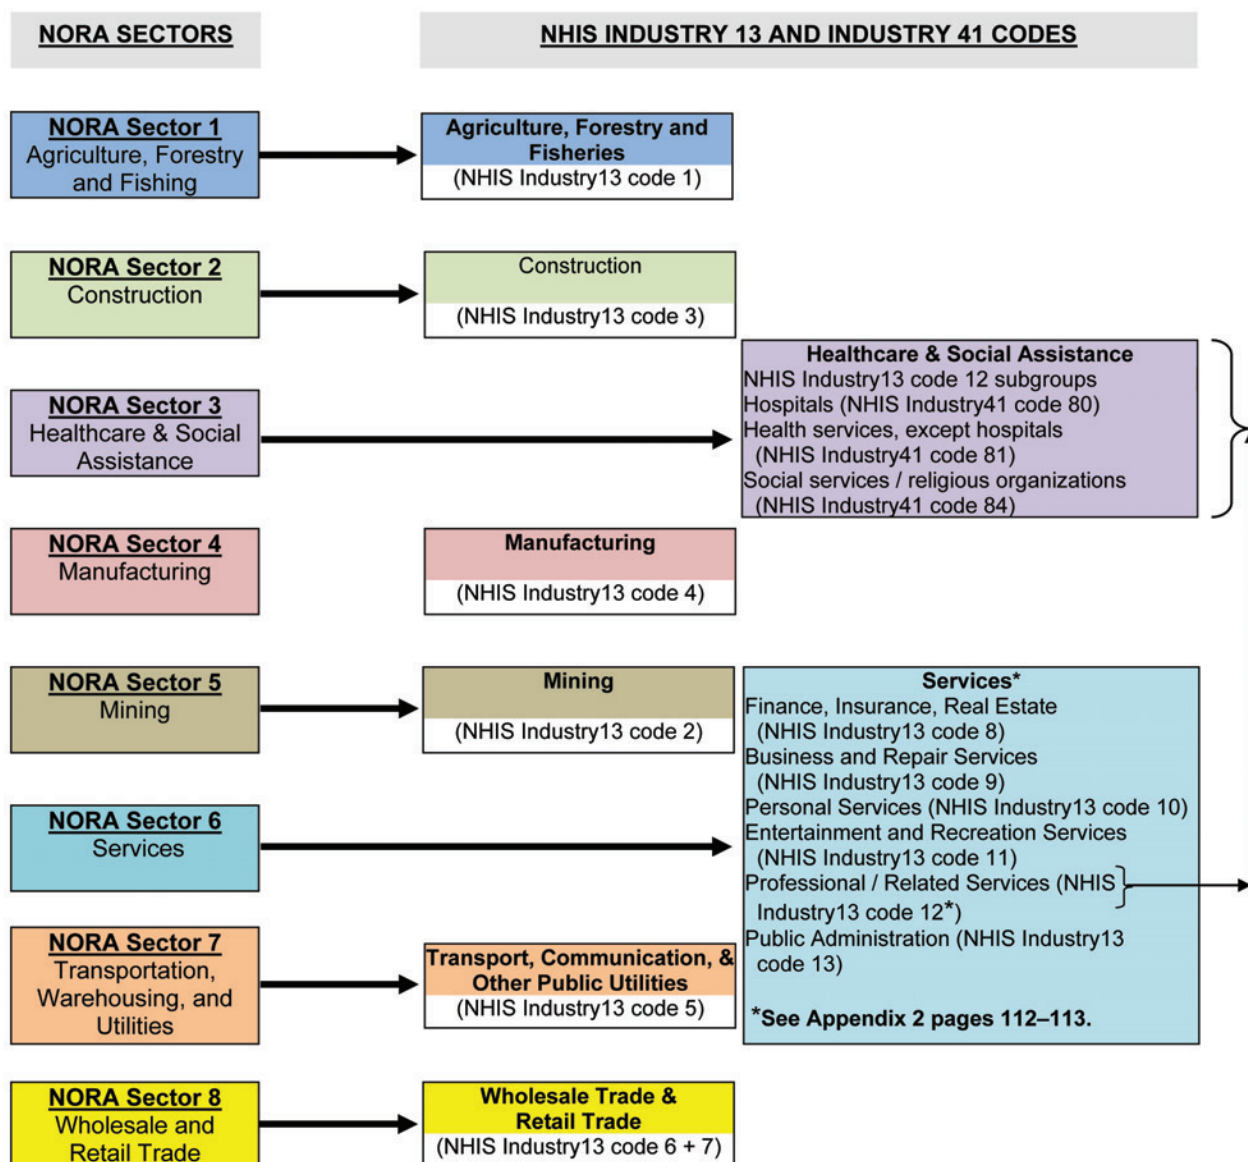 NORA SECTORS
NHIS INDUSTRY 13 AND INDUSTRY 41 CODES
NORA Sector 1
Agriculture, Forestry
and Fishing
Agriculture, Forestry and
Fisheries
(NHIS Industry13 code 1)
NORA Sector 2
Construction
Construction
(NHIS Industry13 code 3)
NORA Sector 3
Healthcare & Social
Assistance
Healthcare & Social Assistance
NHIS Industry13 code 12 subgroups
Hospitals (NHIS Industry41 code 80)
Health services, except hospitals
(NHIS Industry41 code 81)
Social services / religious organizations
(NHIS Industry41 code 84)
NORA Sector 4
Manufacturing
Manufacturing
(NHIS Industry13 code 4)
NORA Sector 5
Mining
Mining
(NHIS Industry13 code 2)
NORA Sector 6
Services
Services*
Finance, Insurance, Real Estate
(NHIS Industry13 code 8)
Business and Repair Services
(NHIS Industry13 code 9)
Personal Services (NHIS Industry13 code 10)
Entertainment and Recreation Services
(NHIS Industry13 code 11)
Professional / Related Services (NHIS
Industry13 code 12*)
Public Administration (NHIS Industry13
code 13)
*See Appendix 2 pages 112–113.
NORA Sector 7
Transportation,
Warehousing, and
Utilities
Transport, Communication, &
Other Public Utilities
(NHIS Industry13 code 5)
NORA Sector 8
Wholesale and
Retail Trade
Wholesale Trade &
Retail Trade
(NHIS Industry13 code 6 + 7)